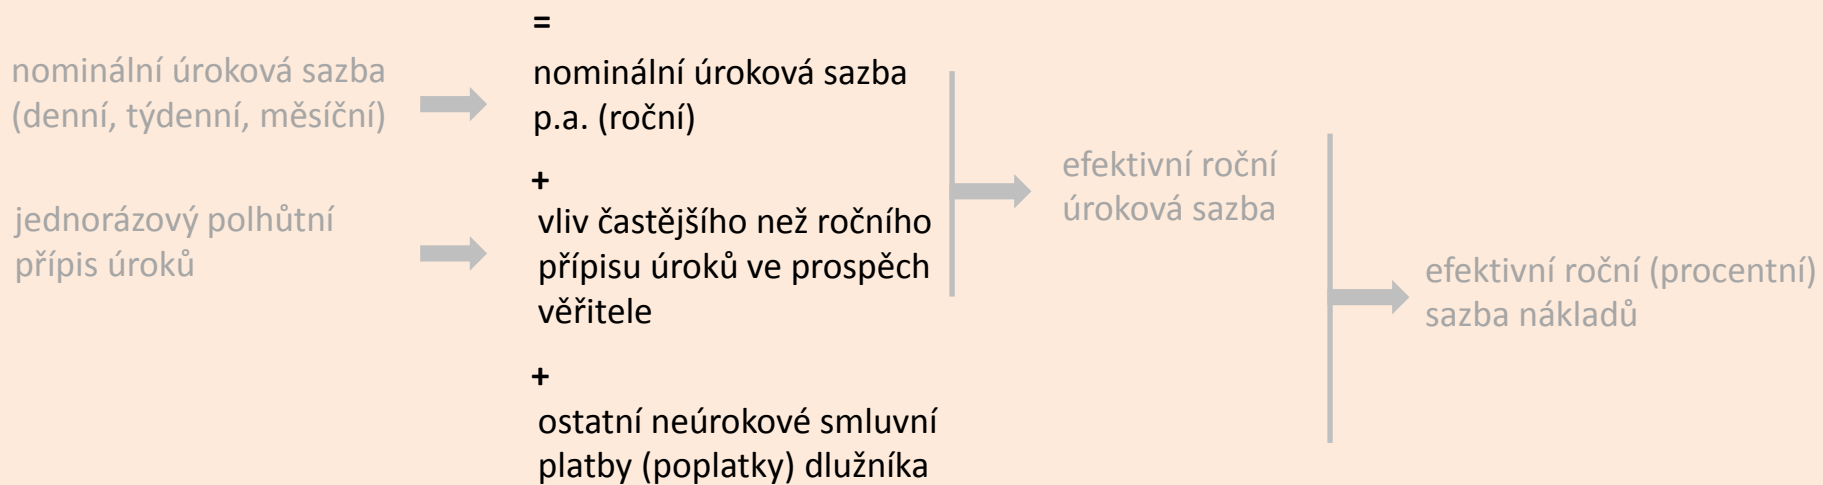 nominální úroková sazba
(denní, týdenní, měsíční)
jednorázový polhůtní
přípis úroků
=
nominální úroková sazba
p.a. (roční)
+
vliv častějšího než ročního
přípisu úroků ve prospěch
věřitele
+
ostatní neúrokové smluvní
platby (poplatky) dlužníka
efektivní roční
úroková sazba
efektivní roční (procentní)
sazba nákladů